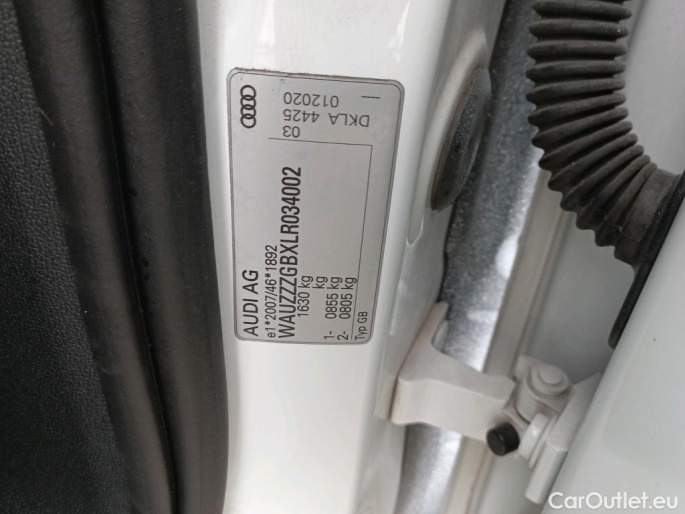 AUDI AG
e1*2007/46*1892
WAUZZZGBXLR034002
1630 kg
kg
1- 0855 kg
2- 0805 kg
Typ GB
03
DKLA 4425
012020
CarOutlet.eu